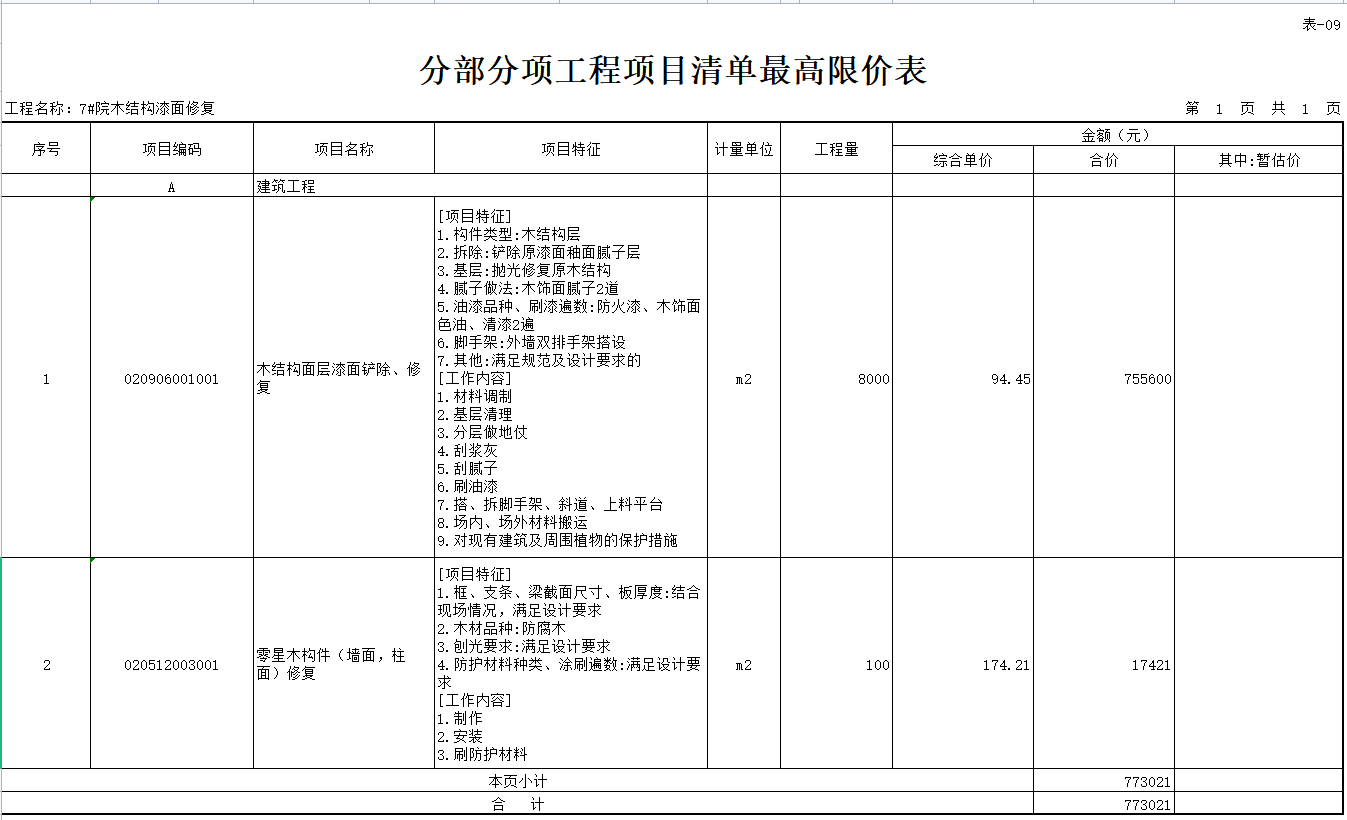 表-09
分部分项工程项目清单最高限价表
工程名称：7#院木结构漆面修复
第 1 页 共 1 页
序号 项目编码 项目名称 项目特征 计量单位 工程量 金额（元）
综合单价 合价 其中:暂估价
A 建筑工程
1 020906001001 木结构面层漆面铲除、修
复
[项目特征]
1.构件类型:木结构层
2.拆除:铲除原漆面釉面腻子层
3.基层:抛光修复原木结构
4.腻子做法:木饰面腻子2道
5.油漆品种、刷漆遍数:防火漆、木饰面
色油、清漆2遍
6.脚手架:外墙双排手架搭设
7.其他:满足规范及设计要求的
[工作内容]
1.材料调制
2.基层清理
3.分层做地仗
4.刮浆灰
5.刮腻子
6.刷油漆
7.搭、拆脚手架、斜道、上料平台
8.场内、场外材料搬运
9.对现有建筑及周围植物的保护措施
m2 8000 94.45 755600
2 020512003001 零星木构件（墙面，柱
面）修复
[项目特征]
1.框、支条、梁截面尺寸、板厚度:结合
现场情况，满足设计要求
2.木材品种:防腐木
3.刨光要求:满足设计要求
4.防护材料种类、涂刷遍数:满足设计要
求
[工作内容]
1.制作
2.安装
3.刷防护材料
m2 100 174.21 17421
本页小计 773021
合 计 773021